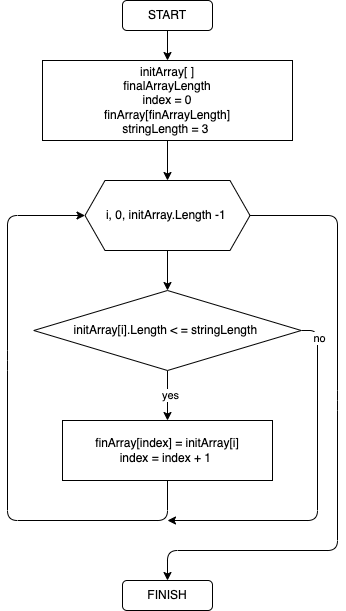 START
initArray[ ]
finalArrayLength
index = 0
finArray[finArrayLength]
stringLength = 3
i, 0, initArray.Length -1
initArray[i].Length < = stringLength
no
yes
finArray[index] = initArray[i]
index = index + 1
FINISH